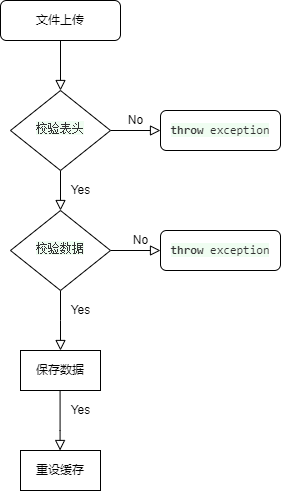 文件上传
校验表头
No
throw exception
Yes
校验数据
No
throw exception
Yes
保存数据
Yes
重设缓存